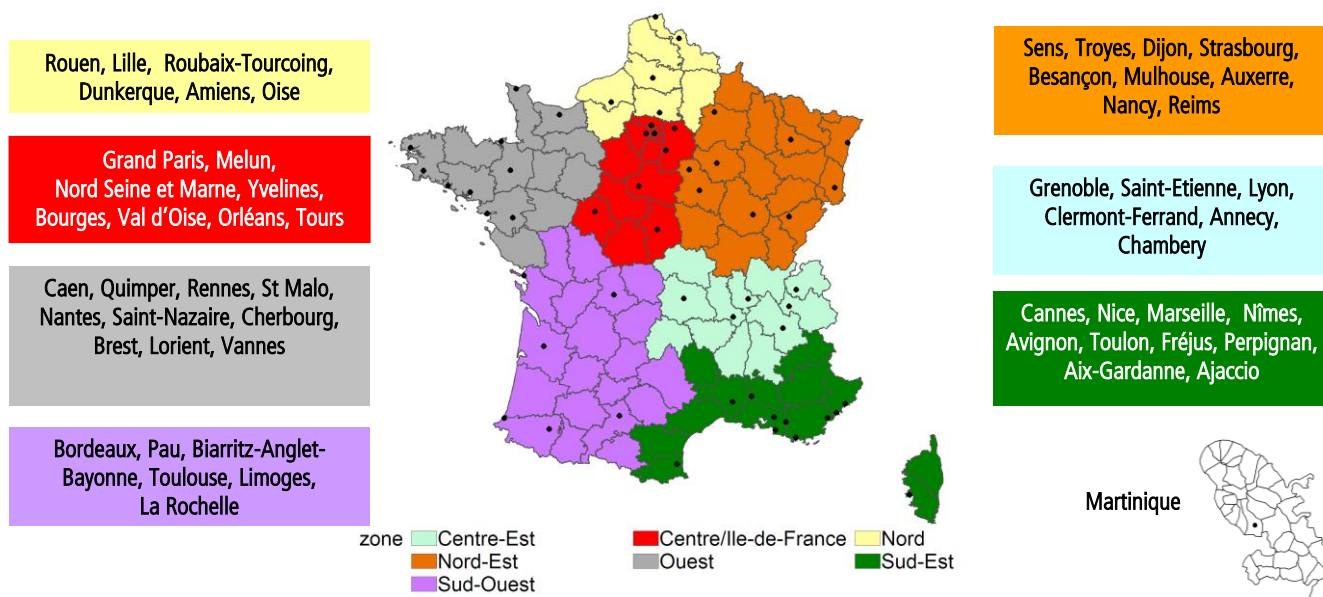 Rouen, Lille, Roubaix-Tourcoing,
Dunkerque, Amiens, Oise
Grand Paris, Melun,
Nord Seine et Marne, Yvelines,
Bourges, Val d'Oise, Orléans, Tours
Caen, Quimper, Rennes, St Malo,
Nantes, Saint-Nazaire, Cherbourg,
Brest, Lorient, Vannes
Bordeaux, Pau, Biarritz-Anglet-
Bayonne, Toulouse, Limoges,
La Rochelle
Sens, Troyes, Dijon, Strasbourg,
Besançon, Mulhouse, Auxerre,
Nancy, Reims
Grenoble, Saint-Etienne, Lyon,
Clermont-Ferrand, Annecy,
Chambery
Cannes, Nice, Marseille, Nîmes,
Avignon, Toulon, Fréjus, Perpignan,
Aix-Gardanne, Ajaccio
Martinique
zone Centre-Est Centre/Ile-de-France Nord
Nord-Est Ouest Sud-Est
Sud-Ouest